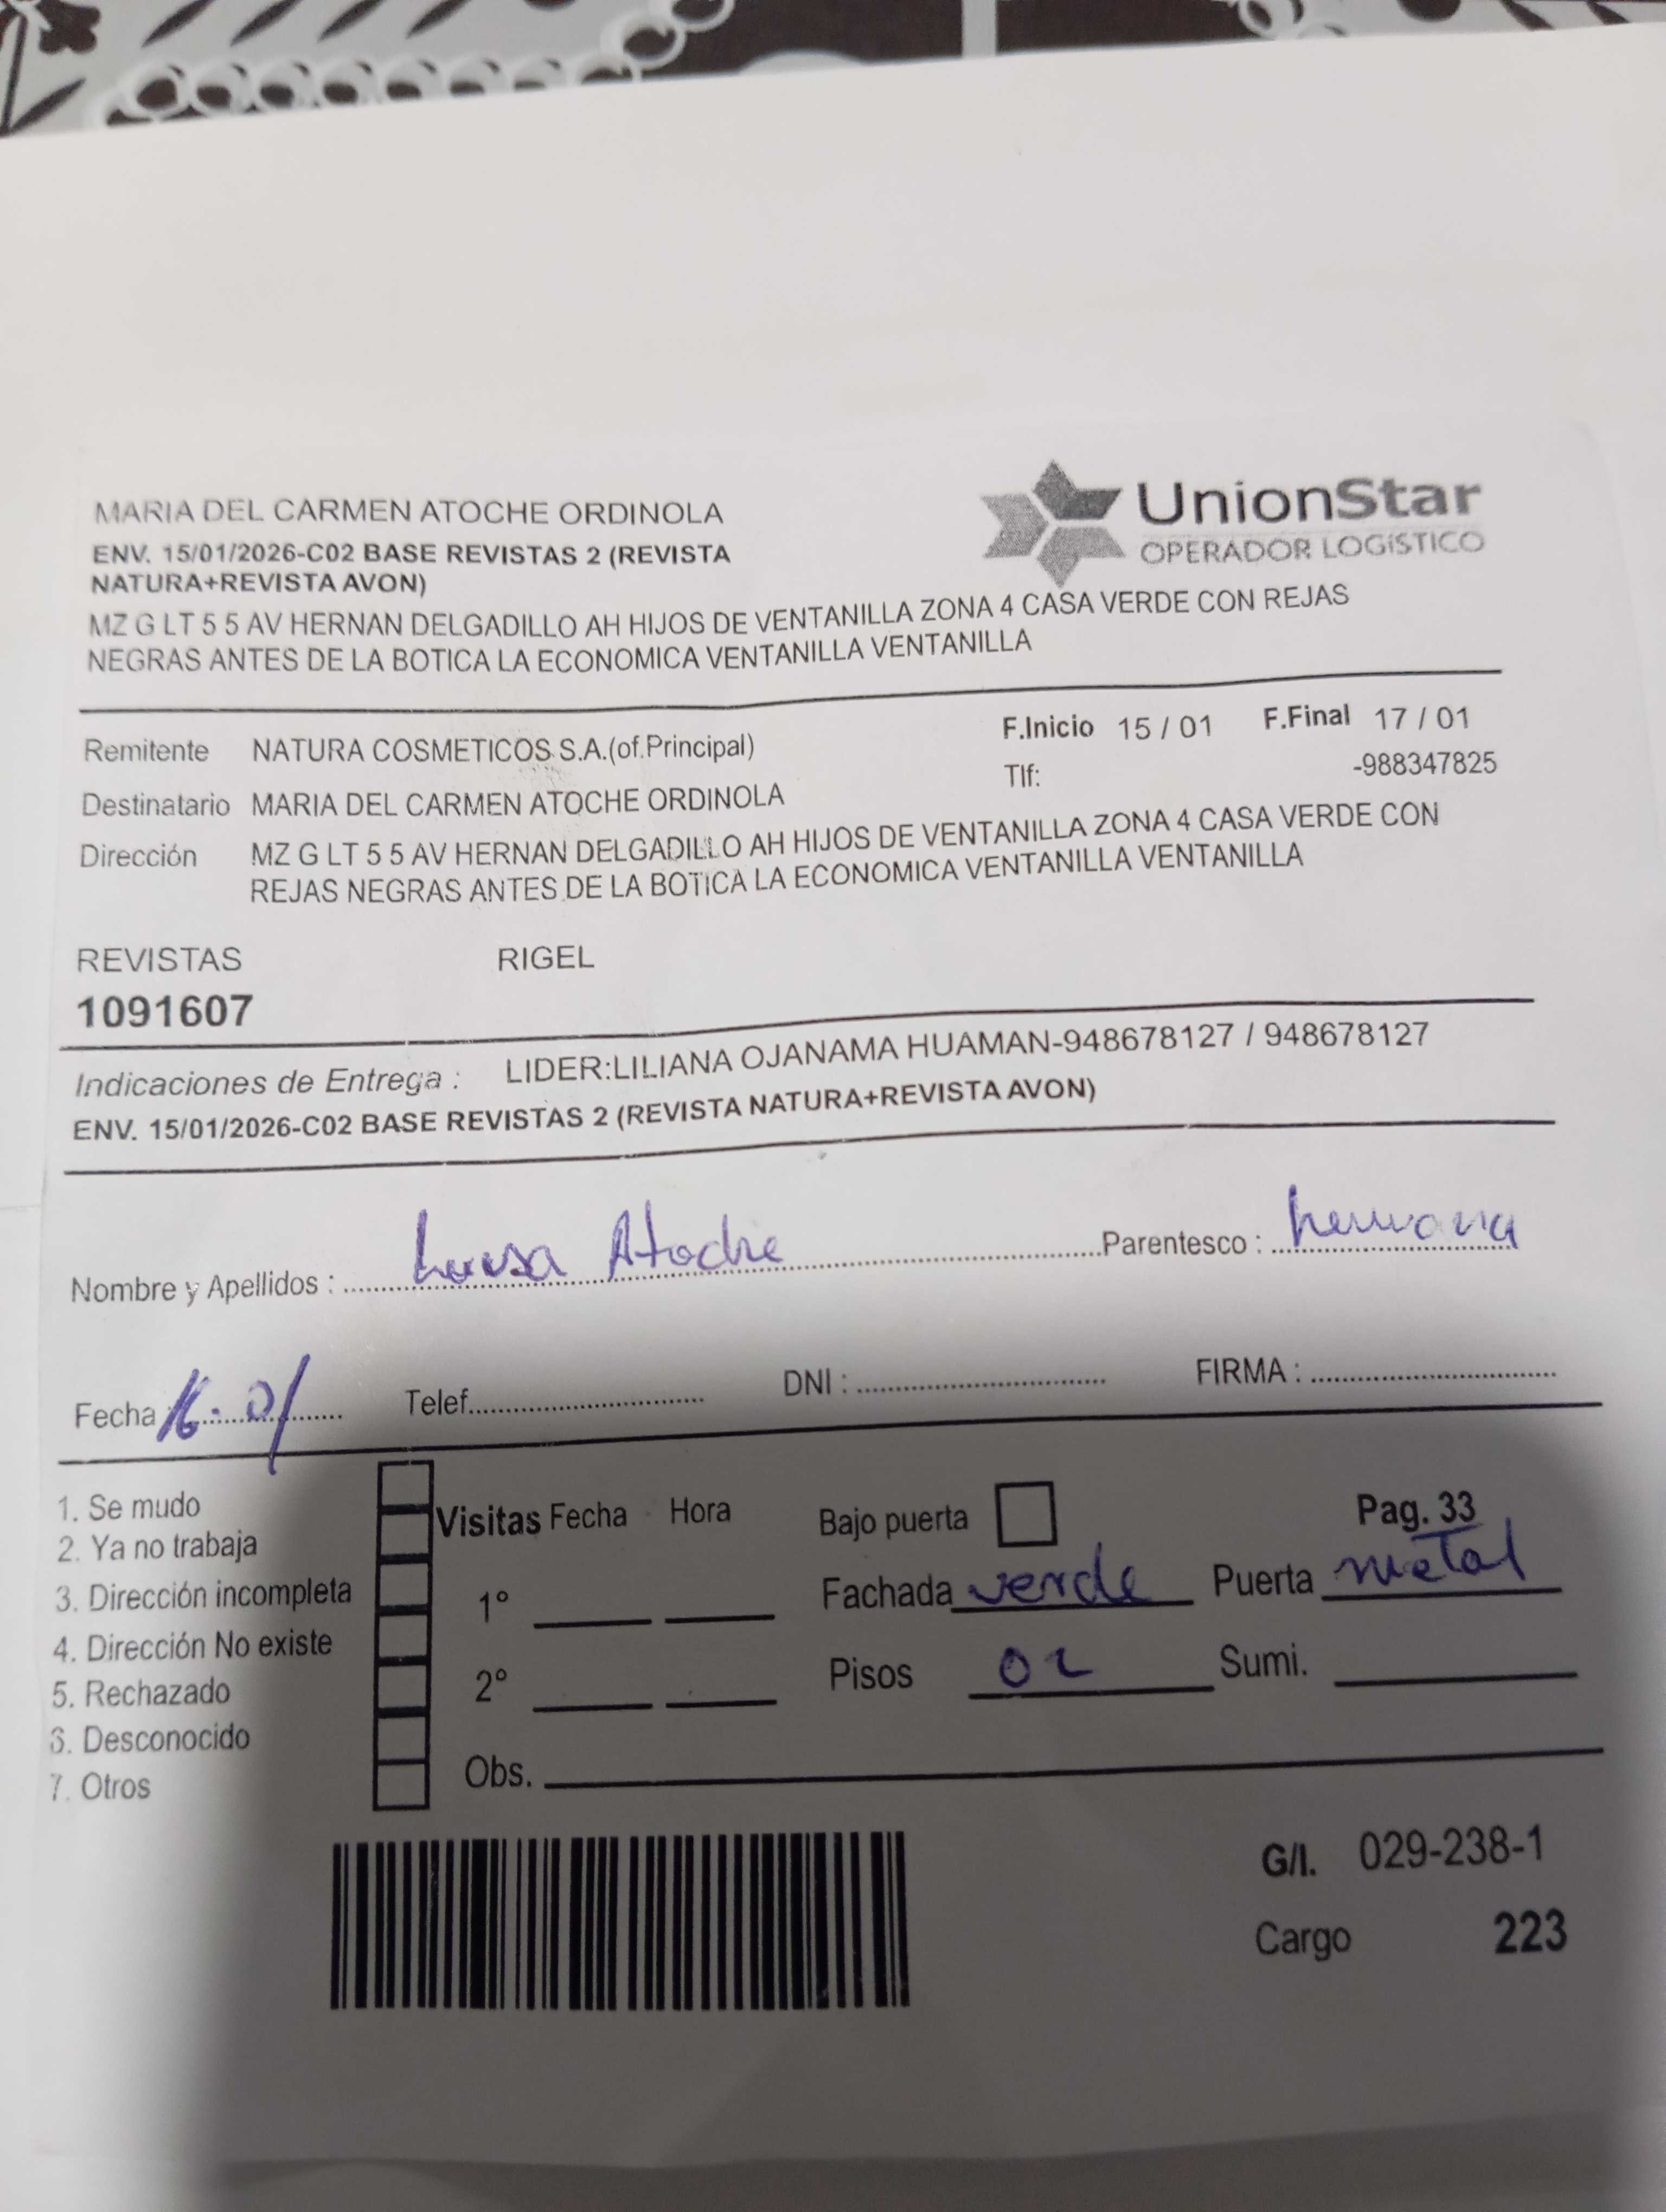 MARIA DEL CARMEN ATOCHE ORDINOLA
UnionStar
OPERADOR LOGÍSTICO
ENV. 15/01/2026-C02 BASE REVISTAS 2 (REVISTA
NATURA+REVISTA AVON)
MZ G LT 5 5 AV HERNAN DELGADILLO AH HIJOS DE VENTANILLA ZONA 4 CASA VERDE CON REJAS
NEGRAS ANTES DE LA BOTICA LA ECONOMICA VENTANILLA VENTANILLA
Remitente NATURA COSMETICOS S.A.(of.Principal) F.Inicio 15 / 01 F.Final 17 / 01
Tlf: -988347825
Destinatario MARIA DEL CARMEN ATOCHE ORDINOLA
Dirección MZ G LT 5 5 AV HERNAN DELGADILLO AH HIJOS DE VENTANILLA ZONA 4 CASA VERDE CON
REJAS NEGRAS ANTES DE LA BOTICA LA ECONOMICA VENTANILLA VENTANILLA
REVISTAS RIGEL
1091607
Indicaciones de Entrega : LIDER:LILIANA OJANAMA HUAMAN-948678127 / 948678127
ENV. 15/01/2026-C02 BASE REVISTAS 2 (REVISTA NATURA+REVISTA AVON)
Nombre y Apellidos : Luisa Atoche Parentesco : hermana
Fecha 16-01 Telef. DNI : FIRMA :
1. Se mudo
2. Ya no trabaja
3. Dirección incompleta
4. Dirección No existe
5. Rechazado
6. Desconocido
7. Otros
Visitas Fecha Hora
1°
2°
Obs.
Bajo puerta Pag. 33
Fachada verde Puerta metal
Pisos 02 Sumi.
G/I. 029-238-1
Cargo 223